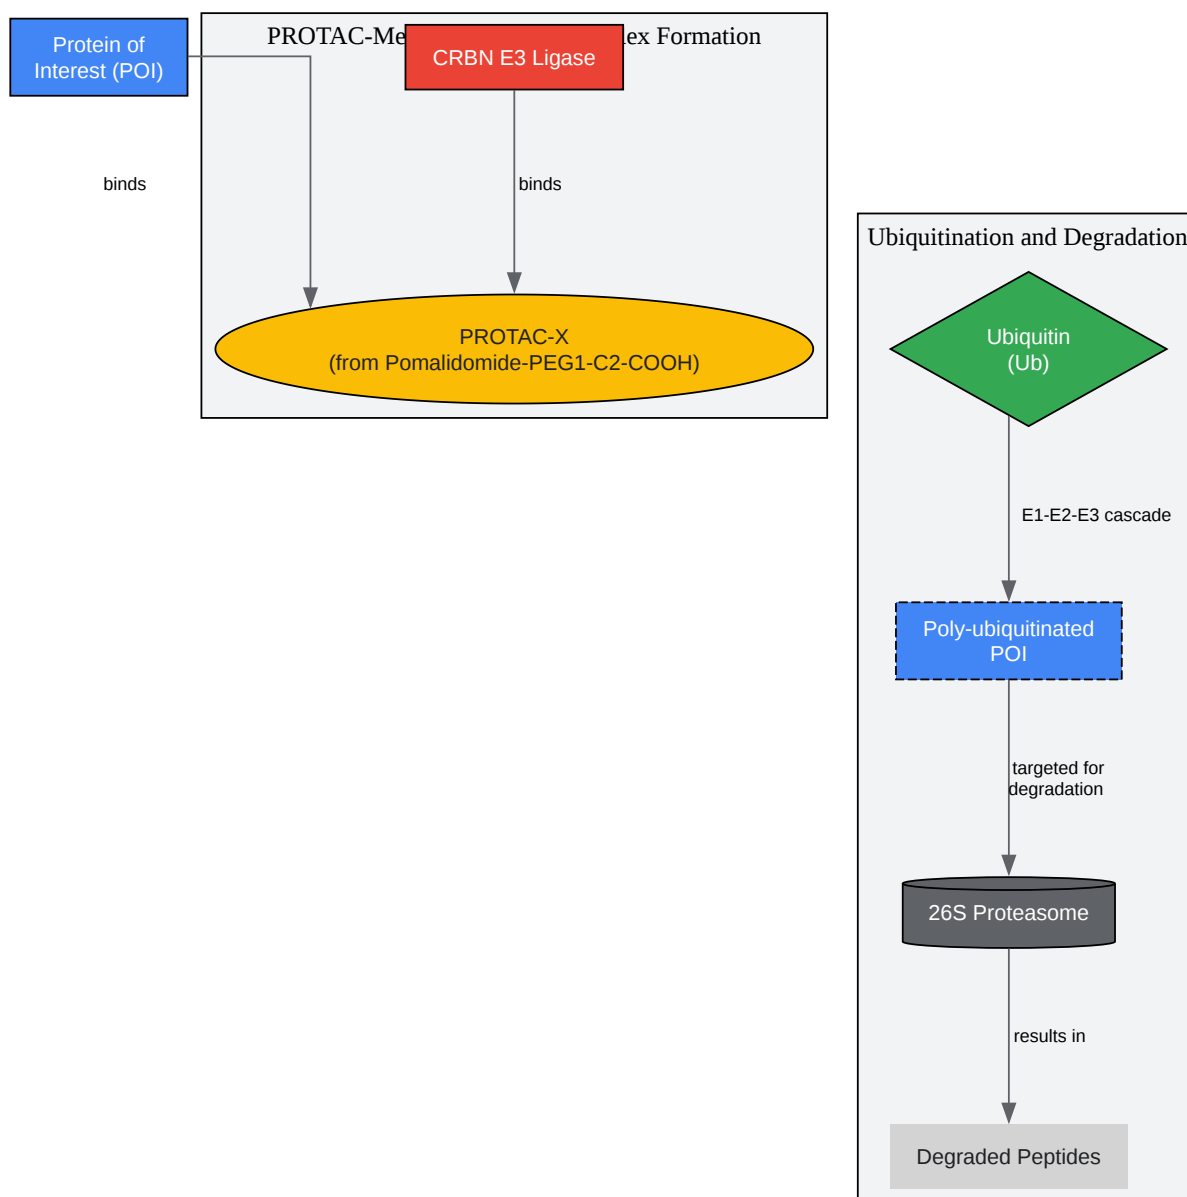 Protein of
Interest (POI)
PROTAC-Me lex Formation
CRBN E3 Ligase
binds
binds
PROTAC-X
(from Pomalidomide-PEG1-C2-COOH)
Ubiquitination and Degradation
Ubiquitin
(Ub)
E1-E2-E3 cascade
Poly-ubiquitinated
POI
targeted for
degradation
26S Proteasome
results in
Degraded Peptides